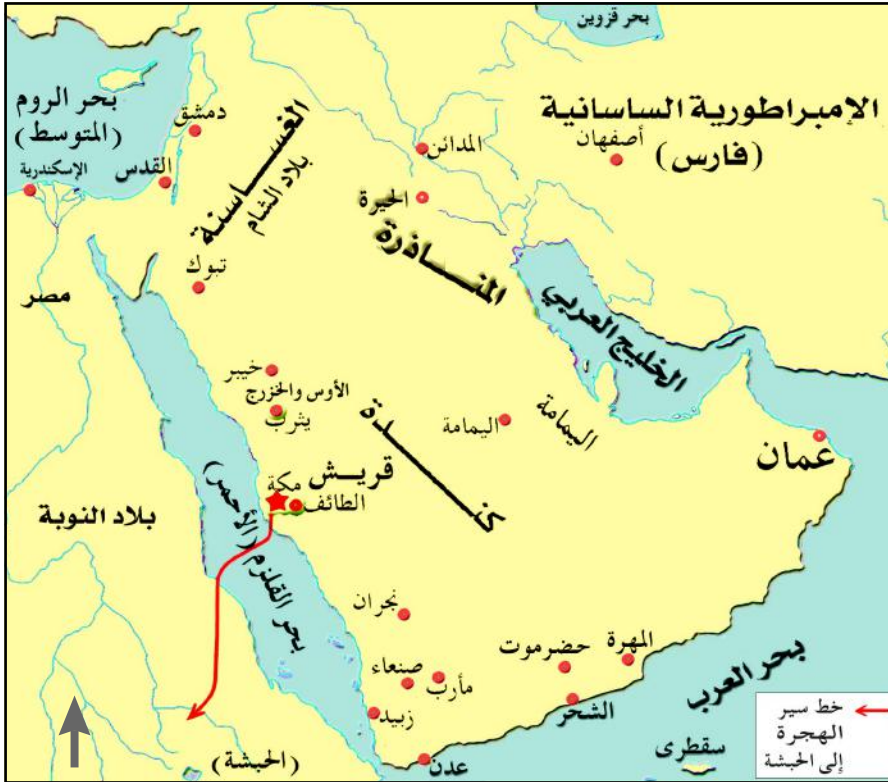 بحر قزوين
الإمبراطورية الساسانية
(فارس)
أصفهان
بحر الروم
(المتوسط)
الإسكندرية
دمشق
القدس
الغساسنة
بلاد الشام
المدائن
الحيرة
المناذرة
تبوك
مصر
الخليج العربي
خيبر
الأوس والخزرج
يثرب
كندة
اليمامة
اليمامة
عمان
قريش
مكة
الطائف
بلاد النوبة
بحر القلزم (الأحمر)
نجران
صنعاء
مأرب
زبيد
عدن
حضرموت
المهرة
الشحر
بحر العرب
سقطرى
(الحبشة)
خط سير
الهجرة
إلى الحبشة